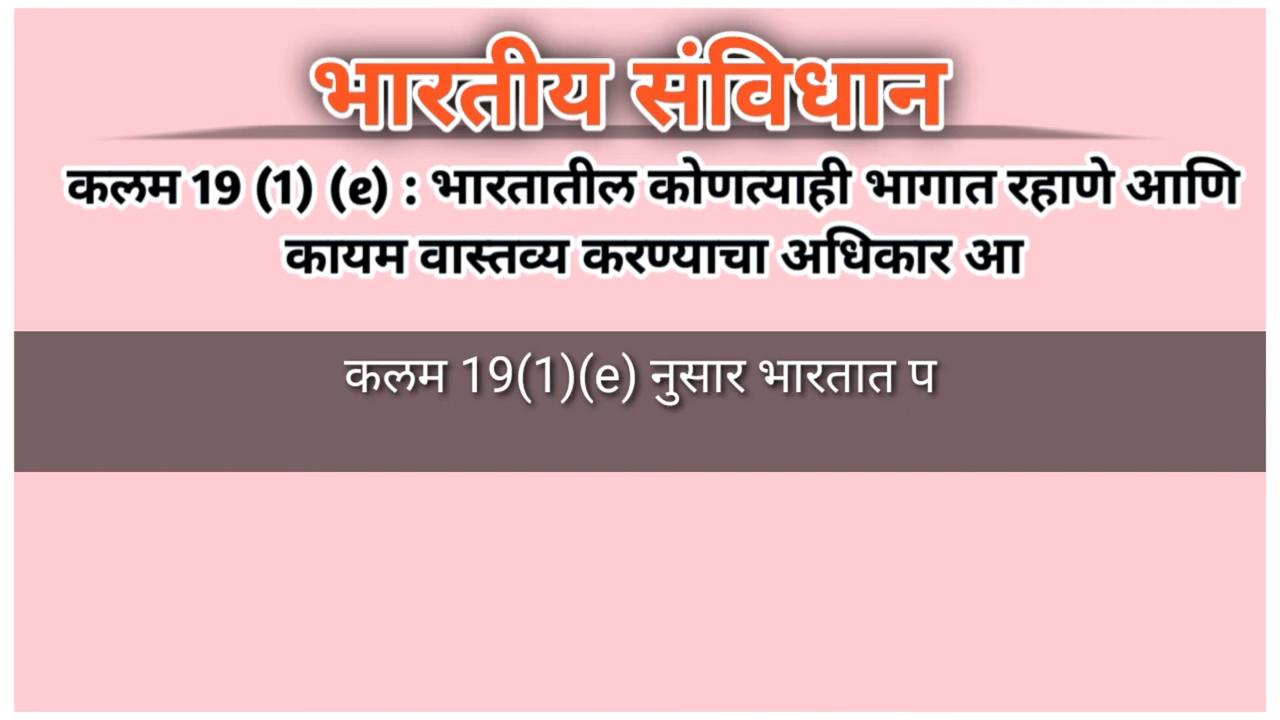 भारतीय संविधान
कलम 19 (1) (e) : भारतातील कोणत्याही भागात रहाणे आणि
कायम वास्तव्य करण्याचा अधिकार आ
कलम 19(1)(e) नुसार भारतात प